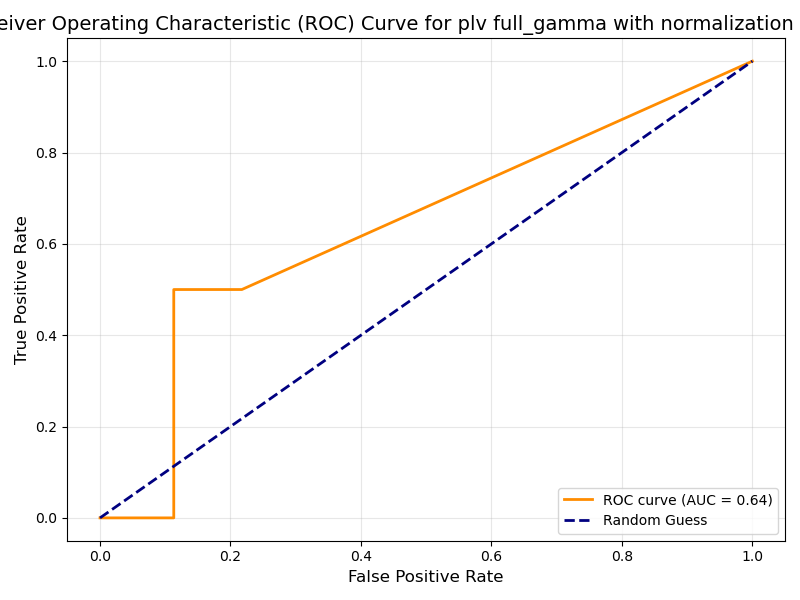 eiver Operating Characteristic (ROC) Curve for plv full_gamma with normalization
1.0
0.8
0.6
0.4
0.2
0.0
True Positive Rate
0.0 0.2 0.4 0.6 0.8 1.0
False Positive Rate
ROC curve (AUC = 0.64)
Random Guess